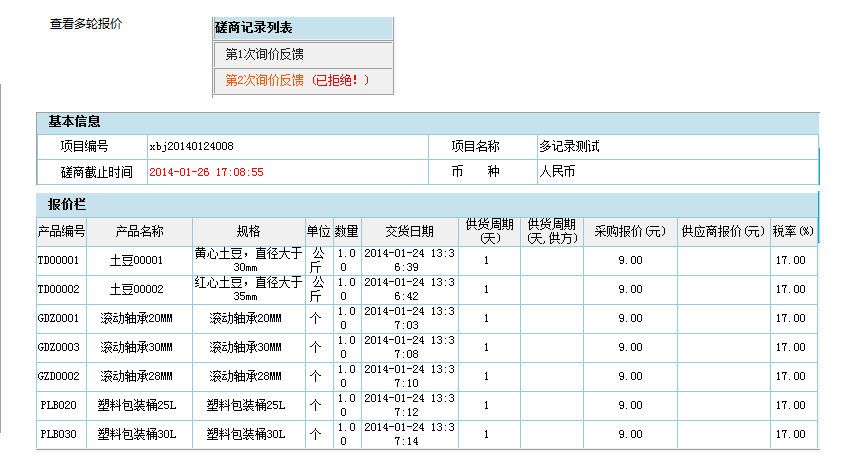 查看多轮报价
磋商记录列表
第1次询价反馈
第2次询价反馈 (已拒绝! )
基本信息
项目编号 xbj20140124008 项目名称 多记录测试
磋商截止时间 2014-01-26 17:08:55 币 种 人民币
报价栏
产品编号 产品名称 规格 单位 数量 交货日期 供货周期(天) 供货周期(天,供方) 采购报价(元) 供应商报价(元) 税率(%)
TD00001 土豆00001 黄心土豆，直径大于30mm 公斤 1.00 2014-01-24 13:36:39 1 9.00 17.00
TD00002 土豆00002 红心土豆，直径大于35mm 公斤 1.00 2014-01-24 13:36:42 1 9.00 17.00
GDZ0001 滚动轴承20MM 滚动轴承20MM 个 1.00 2014-01-24 13:37:03 1 9.00 17.00
GDZ0003 滚动轴承30MM 滚动轴承30MM 个 1.00 2014-01-24 13:37:08 1 9.00 17.00
GZD0002 滚动轴承28MM 滚动轴承28MM 个 1.00 2014-01-24 13:37:10 1 9.00 17.00
PLB020 塑料包装桶25L 塑料包装桶25L 个 1.00 2014-01-24 13:37:12 1 9.00 17.00
PLB030 塑料包装桶30L 塑料包装桶30L 个 1.00 2014-01-24 13:37:14 1 9.00 17.00